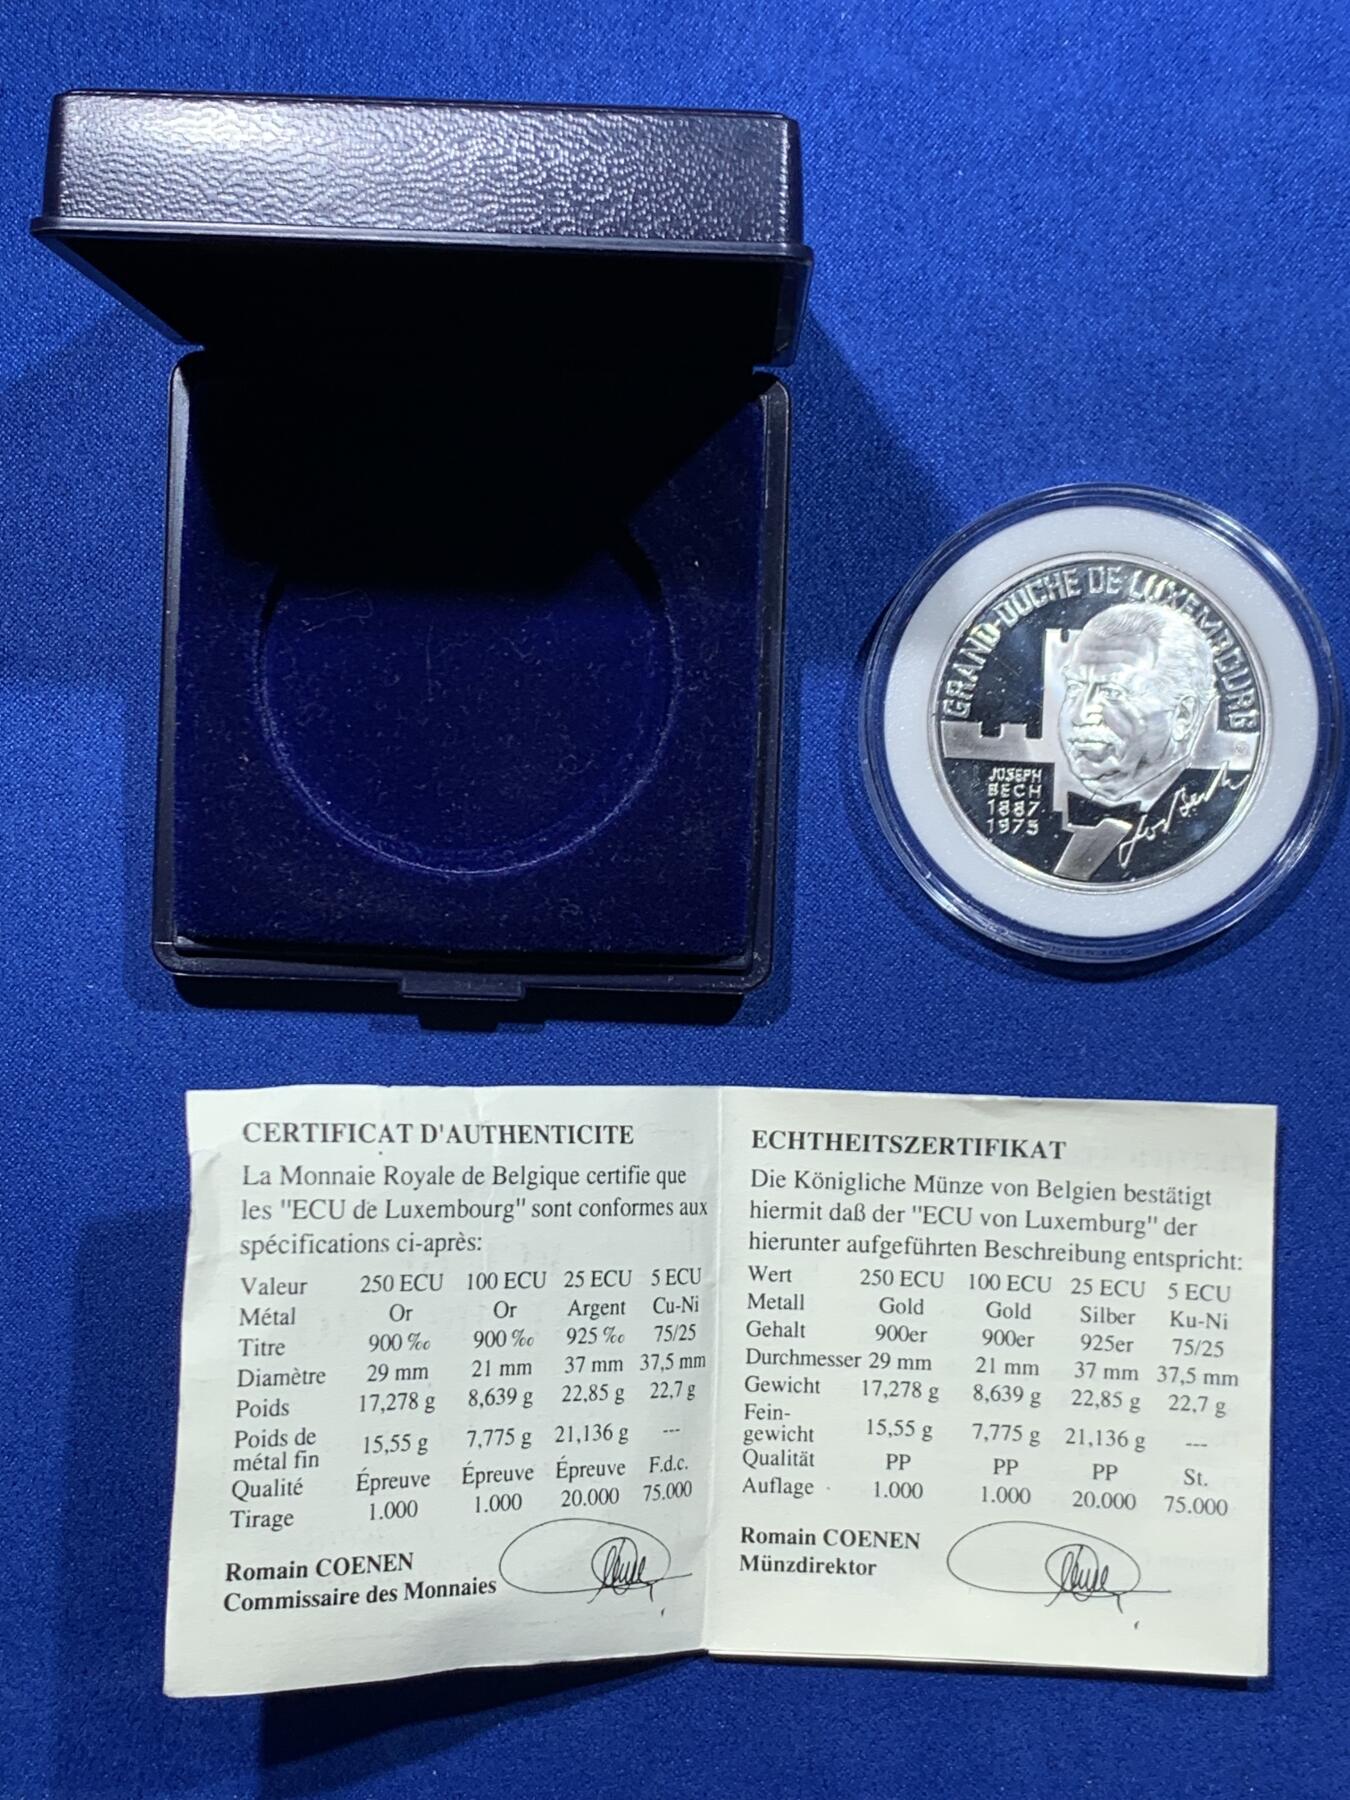 GRAND-DUCHE DE LUXEMBOURG
JOSEPH
BECH
1887
1975
Jos Bech
CERTIFICAT D'AUTHENTICITE
La Monnaie Royale de Belgique certifie que
les "ECU de Luxembourg" sont conformes aux
spécifications ci-après:
Valeur 250 ECU 100 ECU 25 ECU 5 ECU
Métal Or Or Argent Cu-Ni
Titre 900 ‰ 900 ‰ 925 ‰ 75/25
Diamètre 29 mm 21 mm 37 mm 37,5 mm
Poids 17,278 g 8,639 g 22,85 g 22,7 g
Poids de
métal fin 15,55 g 7,775 g 21,136 g ---
Qualité Épreuve Épreuve Épreuve F.d.c.
Tirage 1.000 1.000 20.000 75.000
Romain COENEN
Commissaire des Monnaies
ECHTHEITSZERTIFIKAT
Die Königliche Münze von Belgien bestätigt
hiermit daß der "ECU von Luxemburg" der
hierunter aufgeführten Beschreibung entspricht:
Wert 250 ECU 100 ECU 25 ECU 5 ECU
Metall Gold Gold Silber Ku-Ni
Gehalt 900er 900er 925er 75/25
Durchmesser 29 mm 21 mm 37 mm 37,5 mm
Gewicht 17,278 g 8,639 g 22,85 g 22,7 g
Fein-
gewicht 15,55 g 7,775 g 21,136 g ---
Qualität PP PP PP St.
Auflage 1.000 1.000 20.000 75.000
Romain COENEN
Münzdirektor